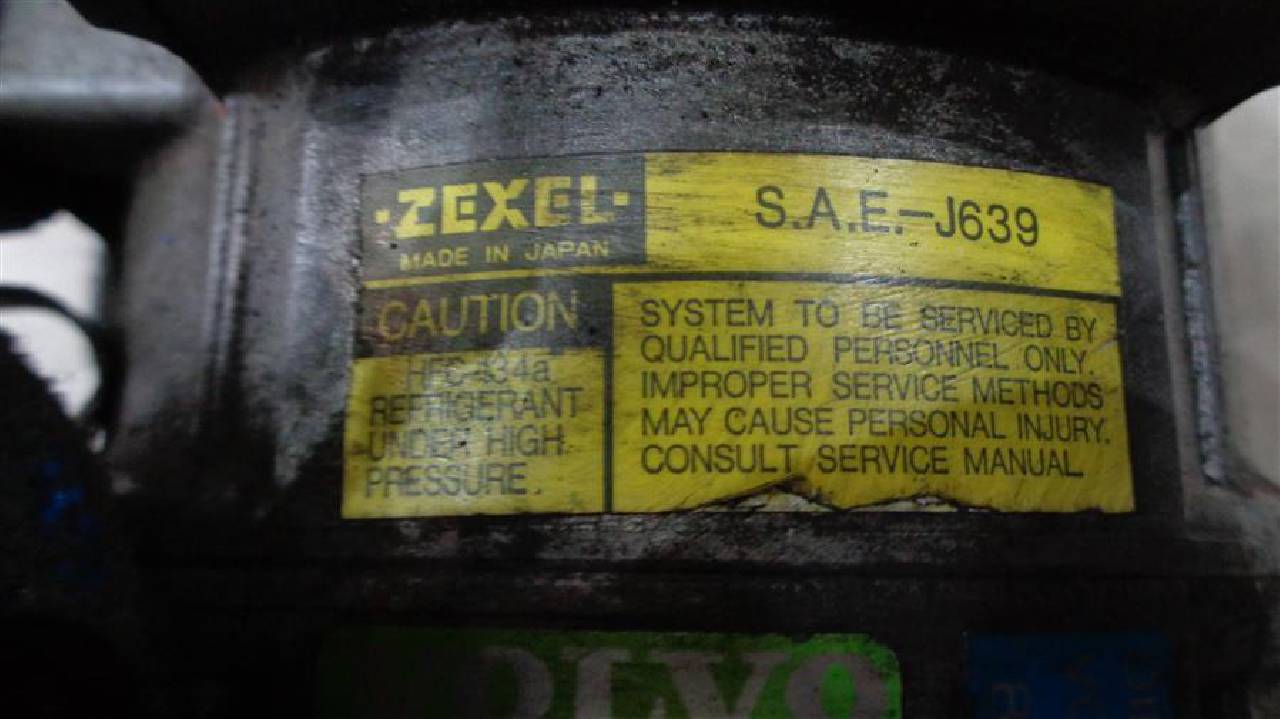 ·ZEXEL·
MADE IN JAPAN
S.A.E.-J639
CAUTION
HFC-134a
REFRIGERANT
UNDER HIGH
PRESSURE.
SYSTEM TO BE SERVICED BY
QUALIFIED PERSONNEL ONLY.
IMPROPER SERVICE METHODS
MAY CAUSE PERSONAL INJURY.
CONSULT SERVICE MANUAL